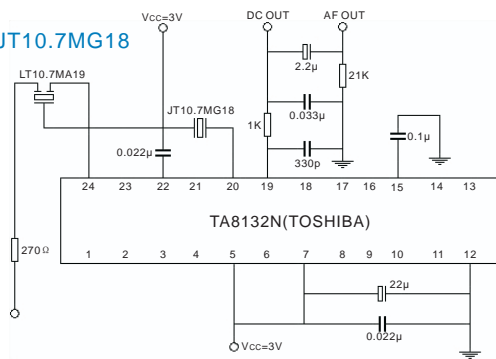 JT10.7MG18
Vcc=3V
DC OUT
AF OUT
LT10.7MA19
2.2μ
21K
JT10.7MG18
0.033μ
1K
0.1μ
0.022μ
330p
24 23 22 21 20 19 18 17 16 15 14 13
TA8132N(TOSHIBA)
270Ω
1 2 3 4 5 6 7 8 9 10 11 12
22μ
0.022μ
Vcc=3V